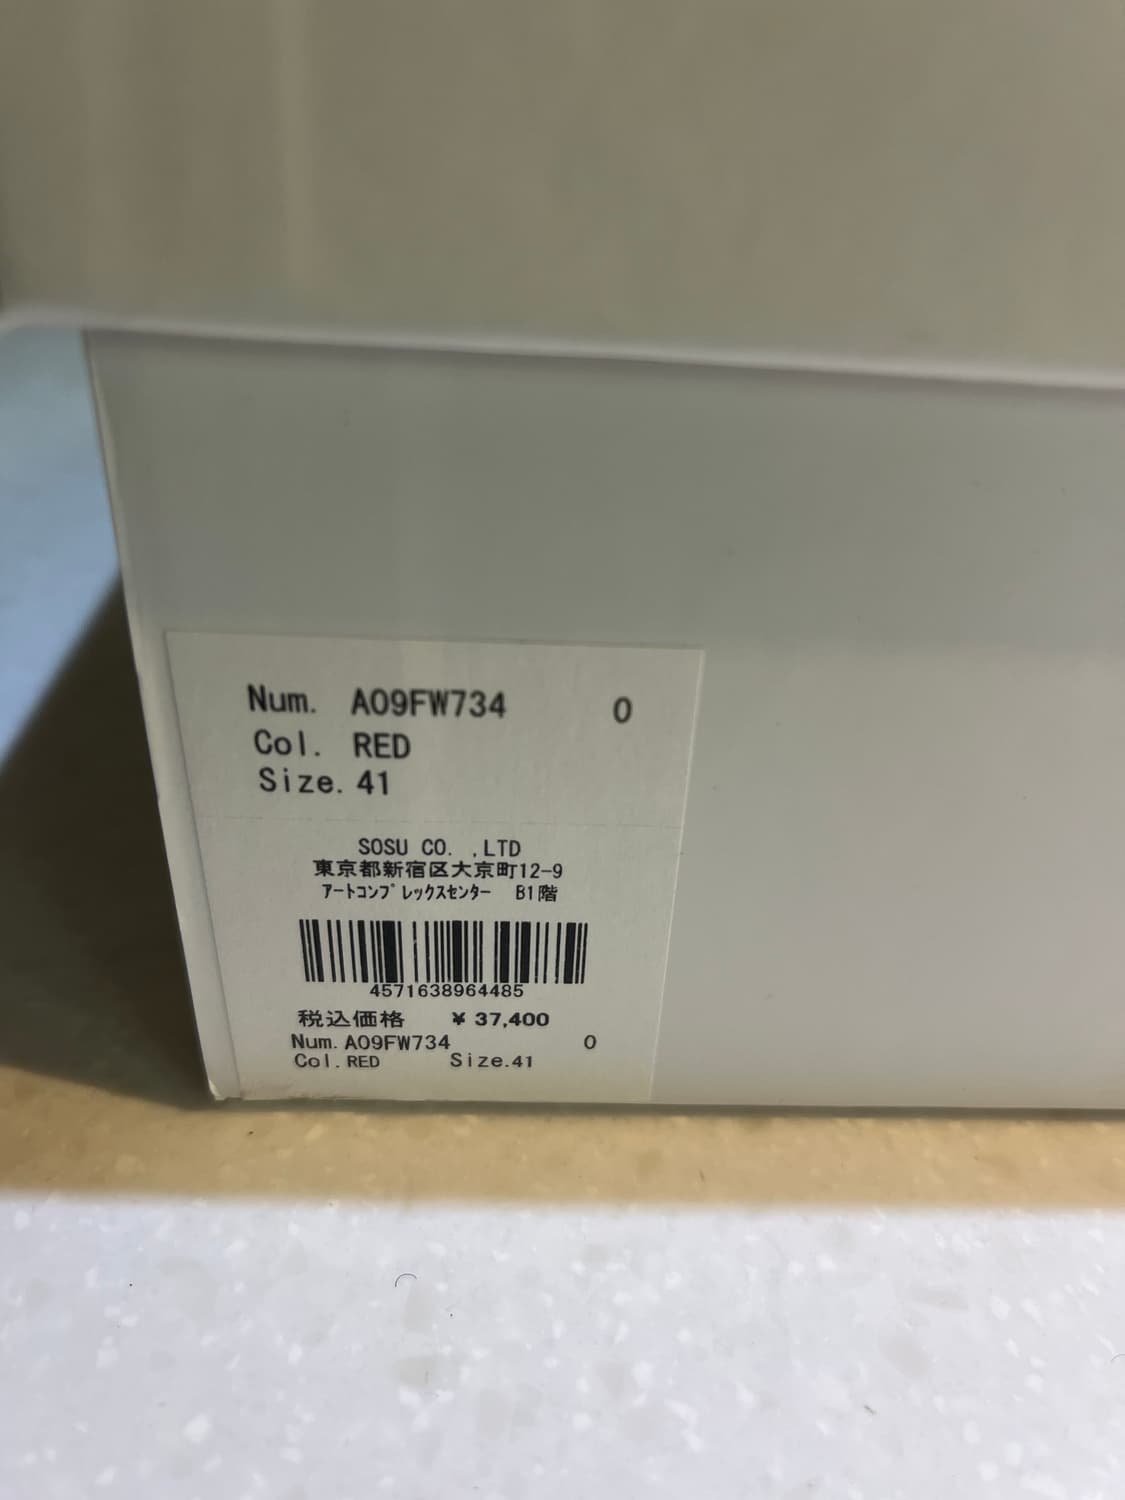 Num. A09FW734 0
Col. RED
Size. 41
SOSU CO. ,LTD
東京都新宿区大京町12-9
ｱｰﾄｺﾝﾌﾟﾚｯｸｽｾﾝﾀｰ B1階
4571638964485
税込価格 ¥ 37,400
Num. A09FW734 0
Col. RED Size. 41